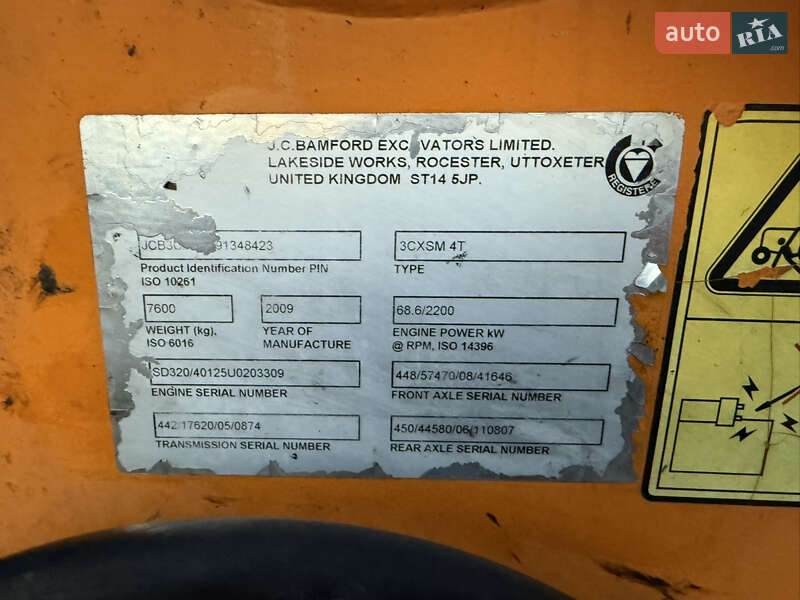 auto RIA
.com
J.C.BAMFORD EXCAVATORS LIMITED.
LAKESIDE WORKS, ROCESTER, UTTOXETER
UNITED KINGDOM ST14 5JP.
REGISTERE
3CXSM 4T
Product Identification Number PIN
ISO 10261
TYPE
7600
2009
68.6/2200
WEIGHT (kg),
ISO 6016
YEAR OF
MANUFACTURE
ENGINE POWER kW
@ RPM, ISO 14396
SD320/40125U0203309
448/57470/08/41646
ENGINE SERIAL NUMBER
FRONT AXLE SERIAL NUMBER
442/17620/05/0874
450/44580/06/110807
TRANSMISSION SERIAL NUMBER
REAR AXLE SERIAL NUMBER